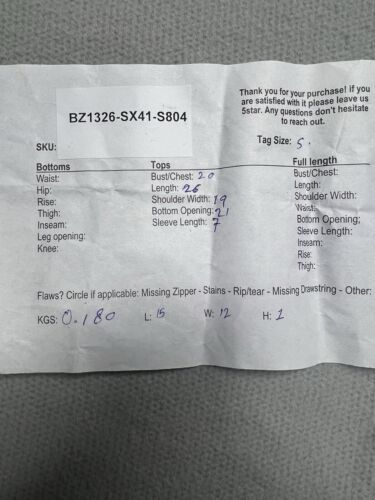 BZ1326-SX41-S804
Thank you for your purchase! if you
are satisfied with it please leave us
5star. Any questions don't hesitate
to reach out.
SKU:
Tag Size: S.
Bottoms
Waist:
Hip:
Rise:
Thigh:
Inseam:
Leg opening:
Knee:
Tops
Bust/Chest: 20
Length: 26
Shoulder Width: 19
Bottom Opening: 21
Sleeve Length: 7
Full length
Bust/Chest:
Length:
Shoulder Width:
Waist:
Bottom Opening:
Sleeve Length:
Inseam:
Rise:
Thigh:
Flaws? Circle if applicable: Missing Zipper - Stains - Rip/tear - Missing Drawstring - Other:
KGS: 0.180 L: 15 W: 12 H: 1